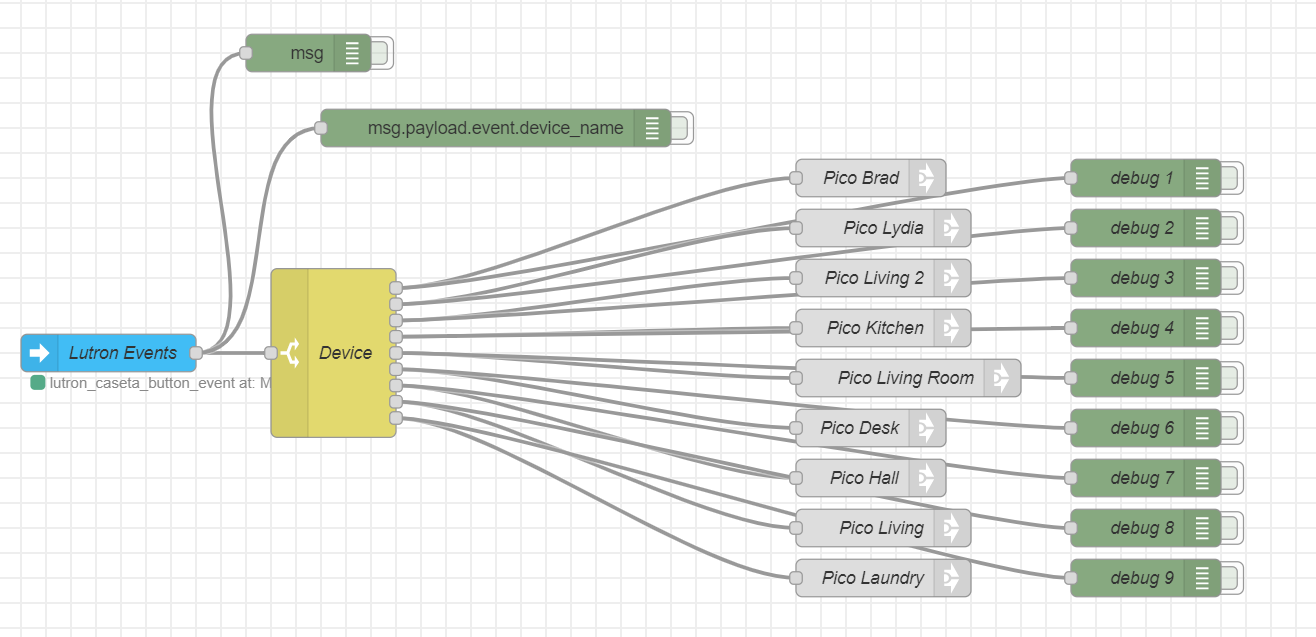 msg
msg.payload.event.device_name
Pico Brad
debug 1
Pico Lydia
debug 2
Pico Living 2
debug 3
Pico Kitchen
debug 4
Lutron Events
Device
lutron_caseta_button_event at: M
Pico Living Room
debug 5
Pico Desk
debug 6
Pico Hall
debug 7
Pico Living
debug 8
Pico Laundry
debug 9